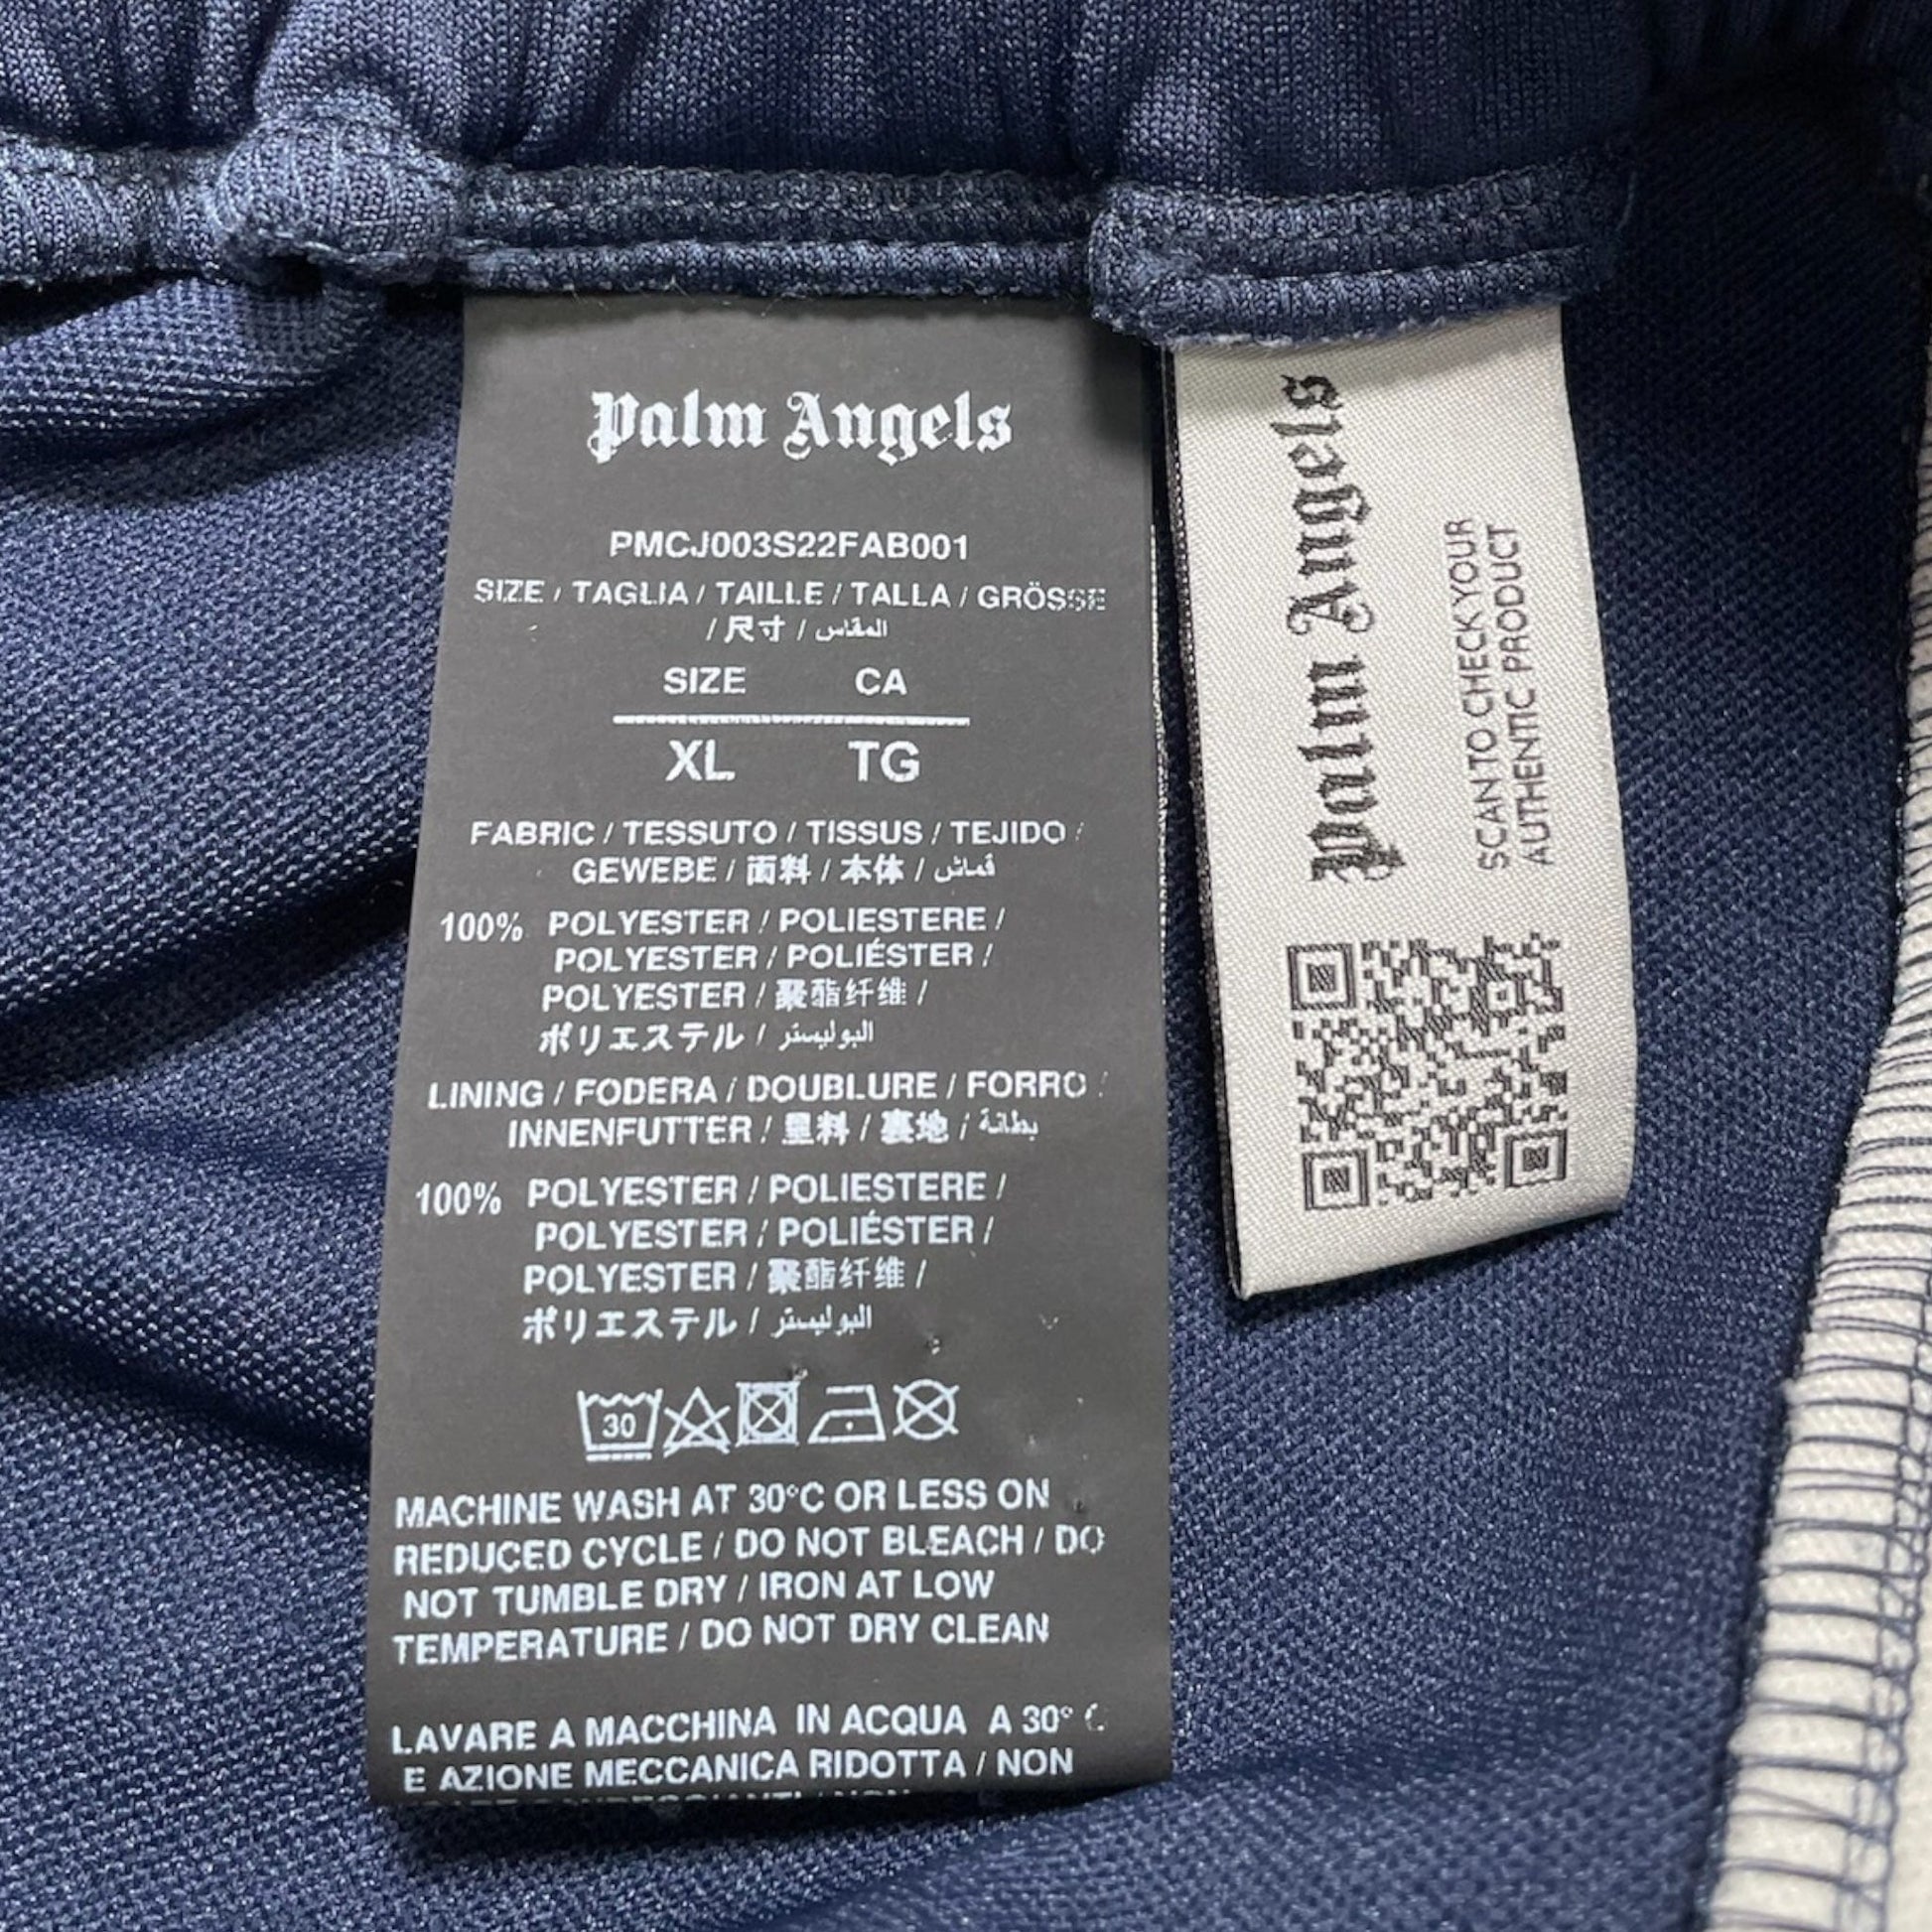 Palm Angels
PMCJ003S22FAB001
SIZE / TAGLIA / TAILLE / TALLA / GRÖSSE
/ 尺寸 / المقاس
SIZE CA
XL TG
FABRIC / TESSUTO / TISSUS / TEJIDO /
GEWEBE / 面料 / 本体 / قماش
100% POLYESTER / POLIESTERE /
POLYESTER / POLIÉSTER /
POLYESTER / 聚酯纤维 /
ポリエステル / البوليستر
LINING / FODERA / DOUBLURE / FORRO /
INNENFUTTER / 里料 / 裏地 / بطانة
100% POLYESTER / POLIESTERE /
POLYESTER / POLIÉSTER /
POLYESTER / 聚酯纤维 /
ポリエステル / البوليستر
30
MACHINE WASH AT 30°C OR LESS ON
REDUCED CYCLE / DO NOT BLEACH / DO
NOT TUMBLE DRY / IRON AT LOW
TEMPERATURE / DO NOT DRY CLEAN
LAVARE A MACCHINA IN ACQUA A 30° C
E AZIONE MECCANICA RIDOTTA / NON
Palm Angels
SCAN TO CHECK YOUR
AUTHENTIC PRODUCT